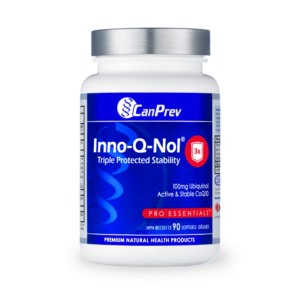 CanPrev
Inno-Q-Nol®
Triple Protected Stability
3x
100mg Ubiquinol
Active & Stable CoQ10
PRO ESSENTIALS™
90 SOFTGELS
PREMIUM NATURAL HEALTH PRODUCTS